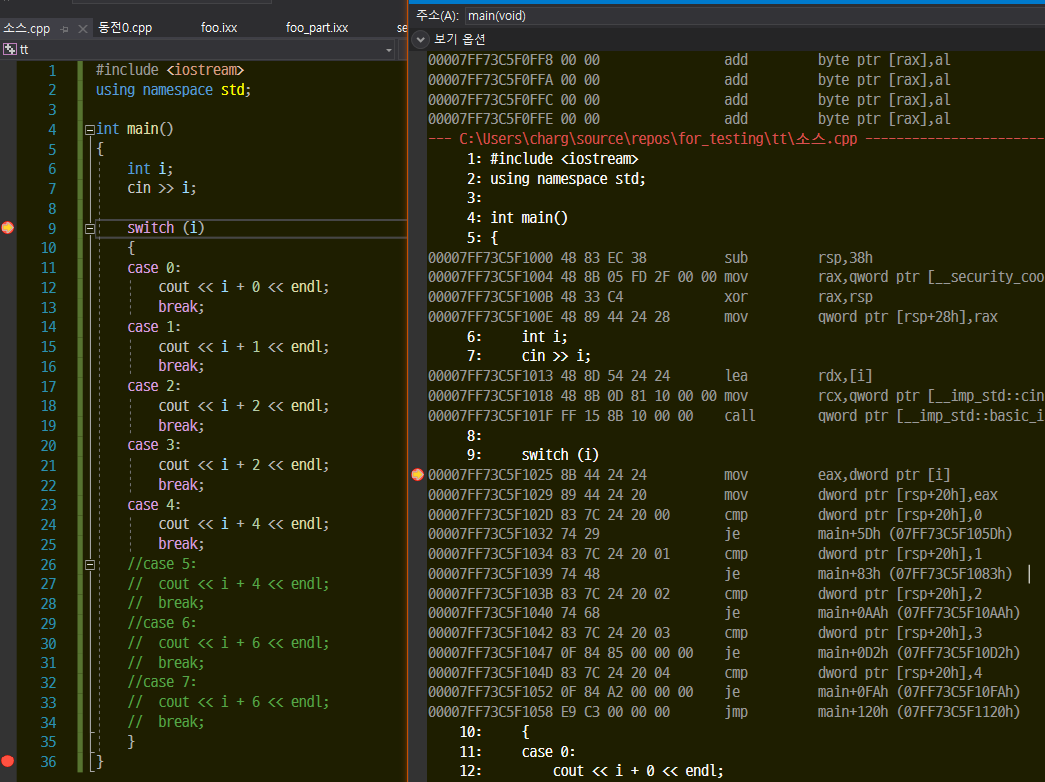 소스.cpp
동전0.cpp
foo.ixx
foo_part.ixx
tt
1 #include <iostream>
2 using namespace std;
3
4 int main()
5 {
6 int i;
7 cin >> i;
8
9 switch (i)
10 {
11 case 0:
12 cout << i + 0 << endl;
13 break;
14 case 1:
15 cout << i + 1 << endl;
16 break;
17 case 2:
18 cout << i + 2 << endl;
19 break;
20 case 3:
21 cout << i + 2 << endl;
22 break;
23 case 4:
24 cout << i + 4 << endl;
25 break;
26 //case 5:
27 // cout << i + 4 << endl;
28 // break;
29 //case 6:
30 // cout << i + 6 << endl;
31 // break;
32 //case 7:
33 // cout << i + 6 << endl;
34 // break;
35 }
36 }
주소(A): main(void)
보기 옵션
00007FF73C5F0FF8 00 00 add byte ptr [rax],al
00007FF73C5F0FFA 00 00 add byte ptr [rax],al
00007FF73C5F0FFC 00 00 add byte ptr [rax],al
00007FF73C5F0FFE 00 00 add byte ptr [rax],al
--- C:\Users\charg\source\repos\for_testing\tt\소스.cpp -----------------------
1: #include <iostream>
2: using namespace std;
3:
4: int main()
5: {
00007FF73C5F1000 48 83 EC 38 sub rsp,38h
00007FF73C5F1004 48 8B 05 FD 2F 00 00 mov rax,qword ptr [__security_coo
00007FF73C5F100B 48 33 C4 xor rax,rsp
00007FF73C5F100E 48 89 44 24 28 mov qword ptr [rsp+28h],rax
6: int i;
7: cin >> i;
00007FF73C5F1013 48 8D 54 24 24 lea rdx,[i]
00007FF73C5F1018 48 8B 0D 81 10 00 00 mov rcx,qword ptr [__imp_std::cin
00007FF73C5F101F FF 15 8B 10 00 00 call qword ptr [__imp_std::basic_i
8:
9: switch (i)
00007FF73C5F1025 8B 44 24 24 mov eax,dword ptr [i]
00007FF73C5F1029 89 44 24 20 mov dword ptr [rsp+20h],eax
00007FF73C5F102D 83 7C 24 20 00 cmp dword ptr [rsp+20h],0
00007FF73C5F1032 74 29 je main+5Dh (07FF73C5F105Dh)
00007FF73C5F1034 83 7C 24 20 01 cmp dword ptr [rsp+20h],1
00007FF73C5F1039 74 48 je main+83h (07FF73C5F1083h)
00007FF73C5F103B 83 7C 24 20 02 cmp dword ptr [rsp+20h],2
00007FF73C5F1040 74 68 je main+0AAh (07FF73C5F10AAh)
00007FF73C5F1042 83 7C 24 20 03 cmp dword ptr [rsp+20h],3
00007FF73C5F1047 0F 84 85 00 00 00 je main+0D2h (07FF73C5F10D2h)
00007FF73C5F104D 83 7C 24 20 04 cmp dword ptr [rsp+20h],4
00007FF73C5F1052 0F 84 A2 00 00 00 je main+0FAh (07FF73C5F10FAh)
00007FF73C5F1058 E9 C3 00 00 00 jmp main+120h (07FF73C5F1120h)
10: {
11: case 0:
12: cout << i + 0 << endl;